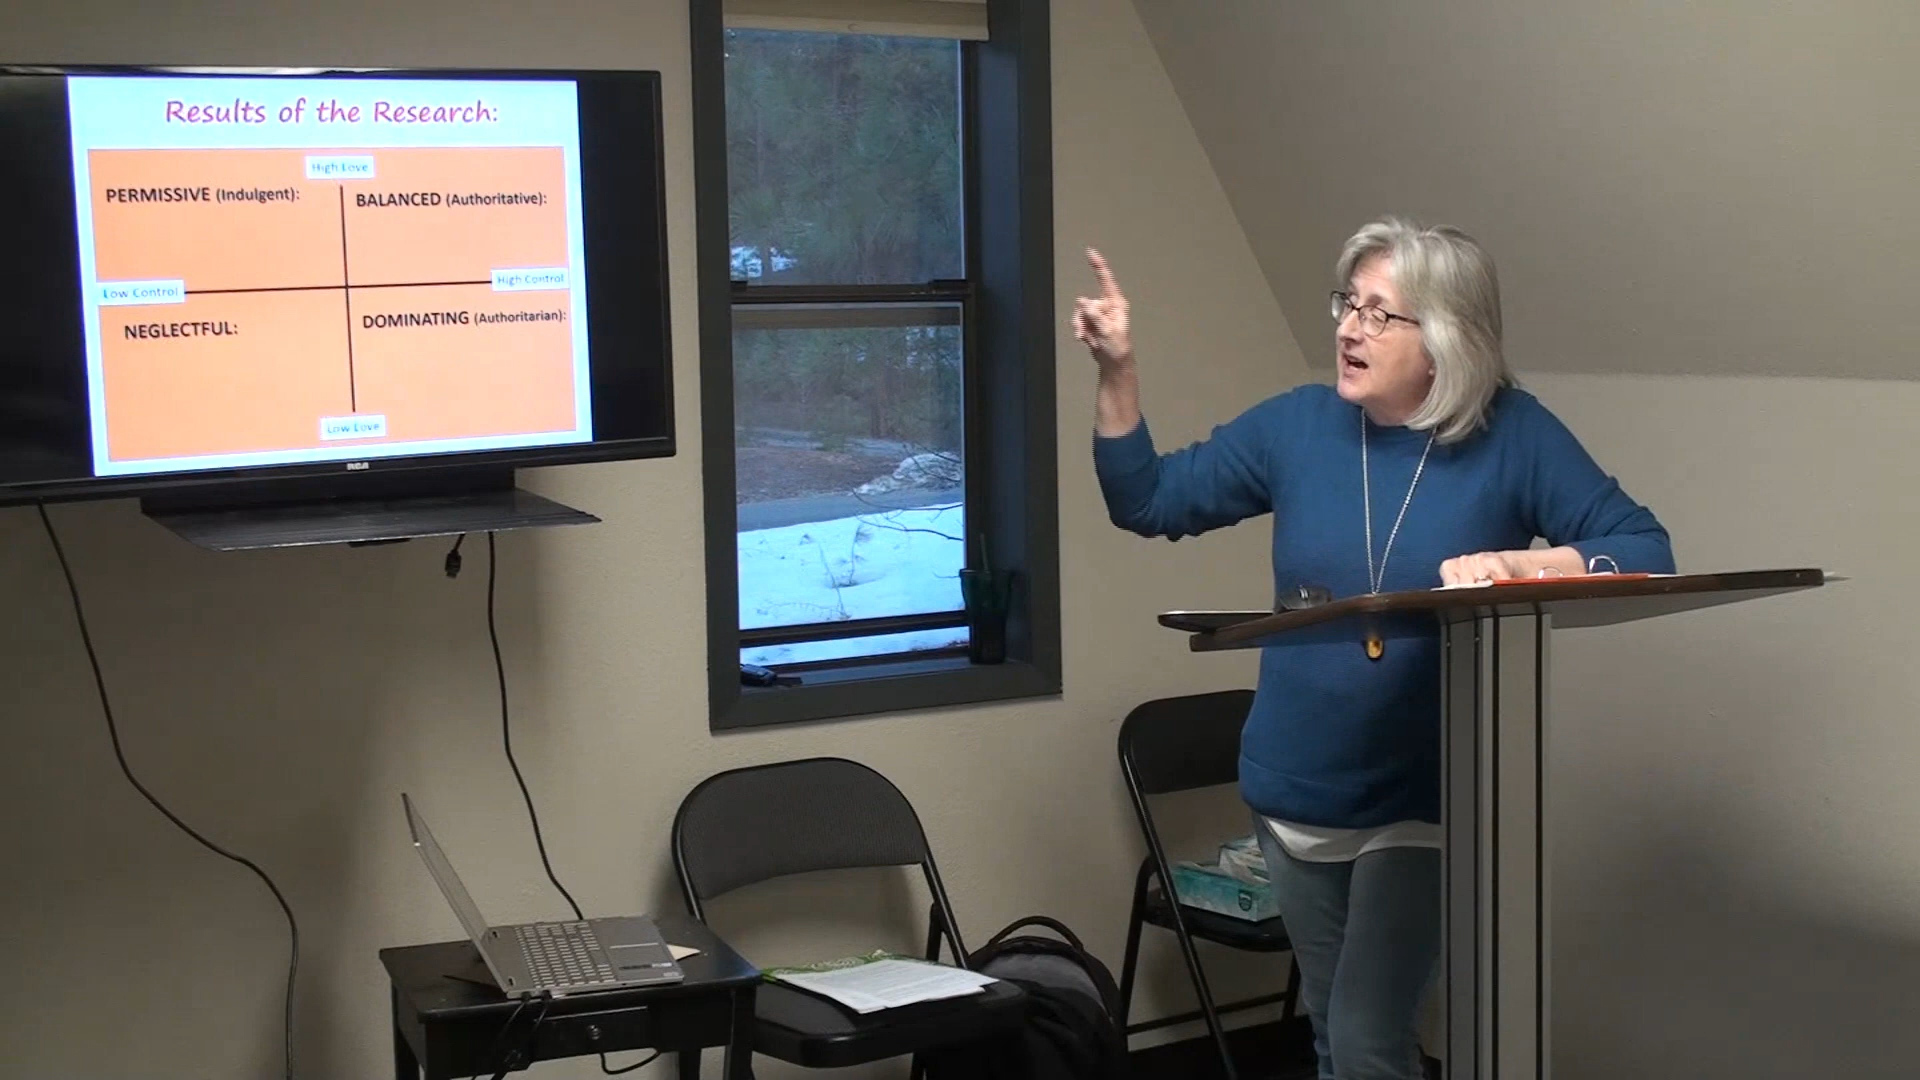 Results of the Research:
High Love
PERMISSIVE (Indulgent):
BALANCED (Authoritative):
Low Control
High Control
NEGLECTFUL:
DOMINATING (Authoritarian):
Low Love
RCA